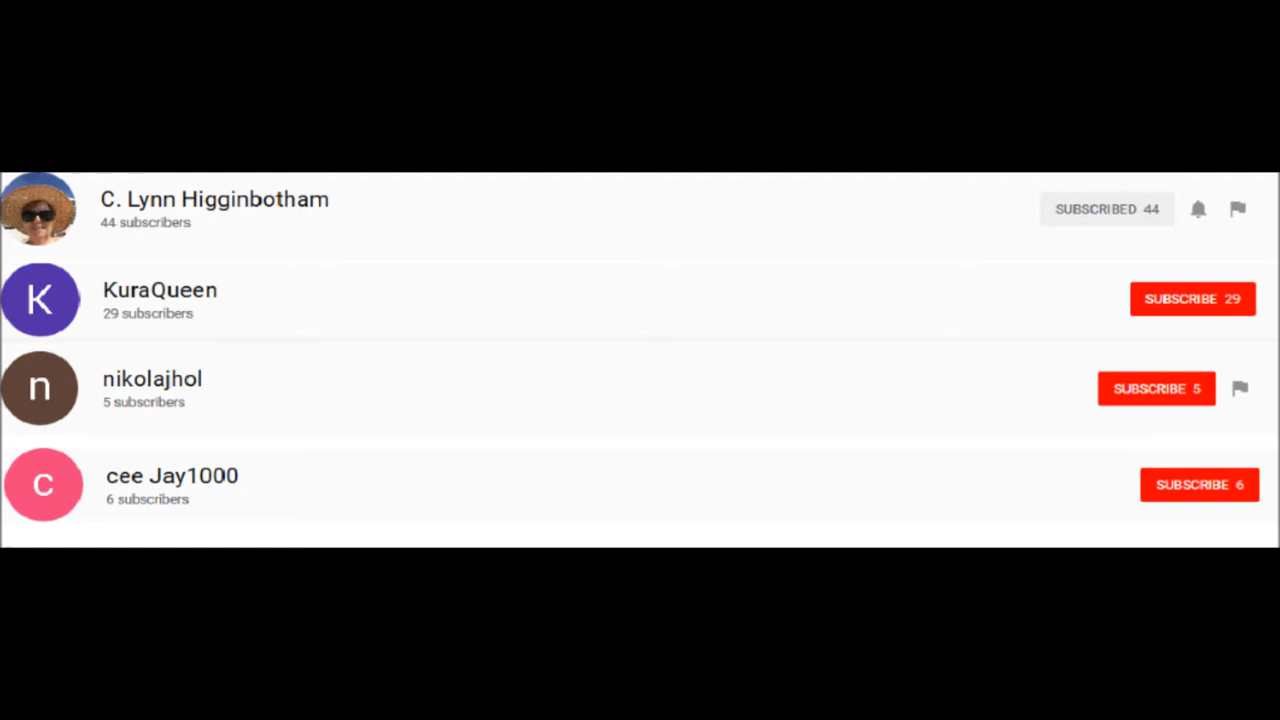 C. Lynn Higginbotham
44 subscribers
SUBSCRIBED 44
K
KuraQueen
29 subscribers
SUBSCRIBE 29
n
nikolajhol
5 subscribers
SUBSCRIBE 5
c
cee Jay1000
6 subscribers
SUBSCRIBE 6